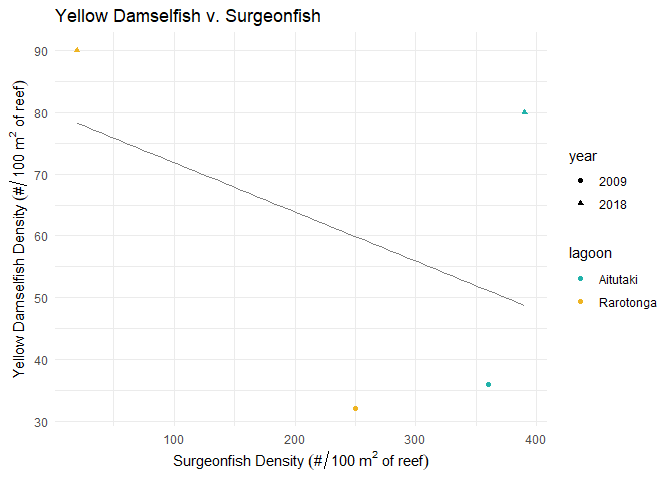 Yellow Damselfish v. Surgeonfish
90
80
70
60
50
40
30
Yellow Damselfish Density (#/100 m² of reef)
100
200
300
400
Surgeonfish Density (#/100 m² of reef)
year
2009
2018
lagoon
Aitutaki
Rarotonga